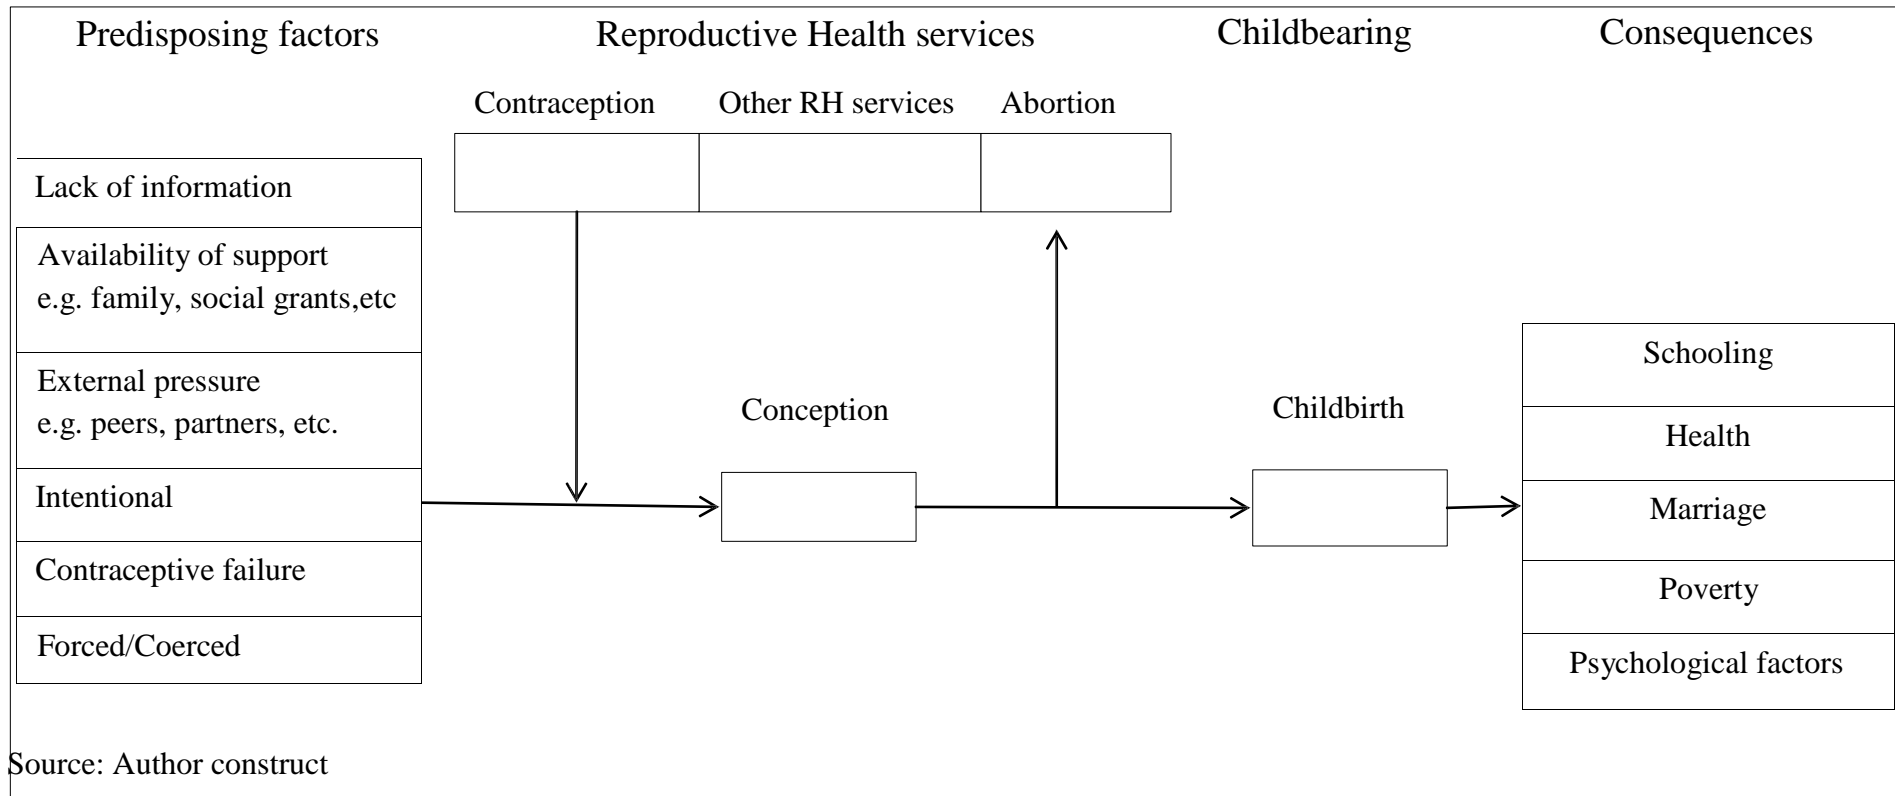 Predisposing factors
Reproductive Health services
Childbearing
Consequences
Contraception
Other RH services
Abortion
Lack of information
Availability of support
e.g. family, social grants,etc
External pressure
e.g. peers, partners, etc.
Intentional
Contraceptive failure
Forced/Coerced
Conception
Childbirth
Schooling
Health
Marriage
Poverty
Psychological factors
Source: Author construct